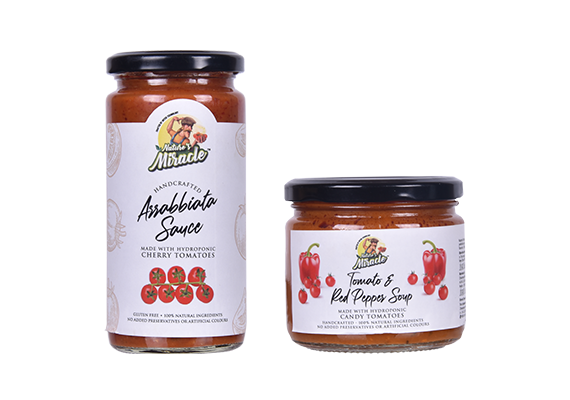 Nature's
Miracle™
HANDCRAFTED
Arrabbiata
Sauce
MADE WITH HYDROPONIC
CHERRY TOMATOES
GLUTEN FREE • 100% NATURAL INGREDIENTS
NO ADDED PRESERVATIVES OR ARTIFICIAL COLOURS
Nature's
Miracle
Tomato &
Red Pepper Soup
MADE WITH HYDROPONIC
CANDY TOMATOES
HANDCRAFTED • 100% NATURAL INGREDIENTS
NO ADDED PRESERVATIVES OR ARTIFICIAL COLOURS